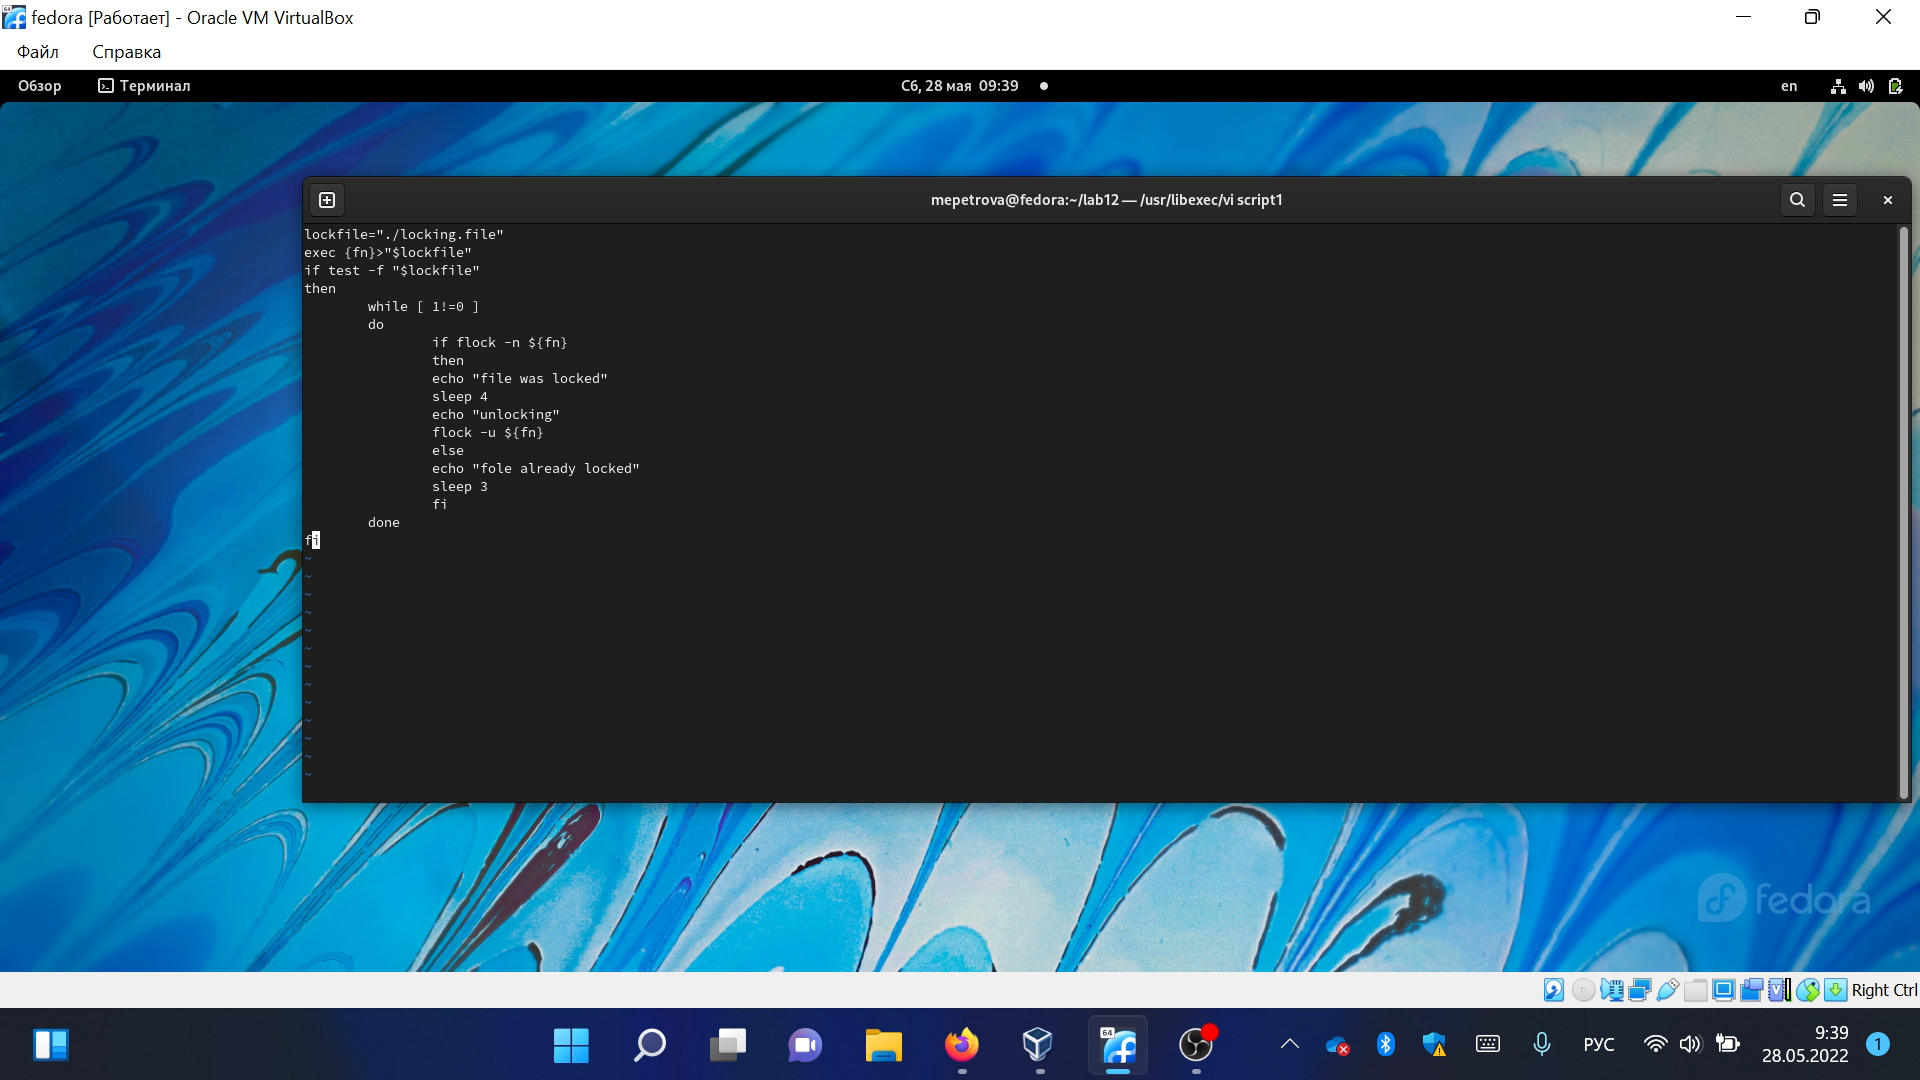 fedora [Работает] - Oracle VM VirtualBox
Файл Справка
Обзор Терминал Сб, 28 мая 09:39 en
mepetrova@fedora:~/lab12 — /usr/libexec/vi script1
lockfile="./locking.file"
exec {fn}>"$lockfile"
if test -f "$lockfile"
then
while [ 1!=0 ]
do
if flock -n ${fn}
then
echo "file was locked"
sleep 4
echo "unlocking"
flock -u ${fn}
else
echo "fole already locked"
sleep 3
fi
done
fi
~
~
~
~
~
~
~
~
~
~
~
~
~
fedora
Right Ctrl
64
РУС
9:39
28.05.2022
1